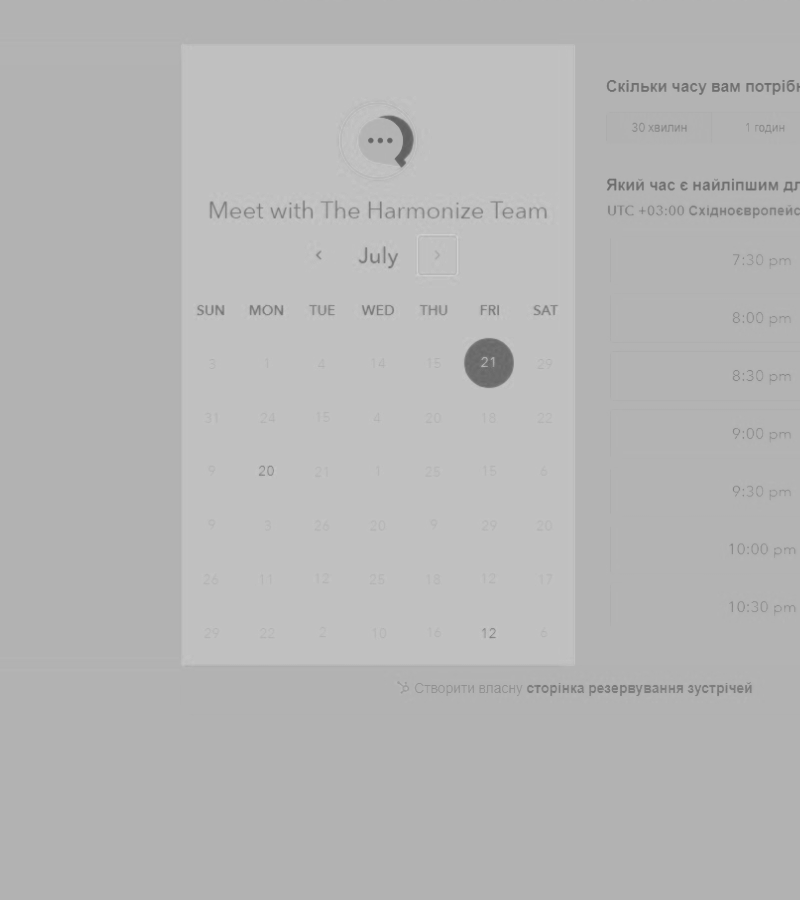 Meet with The Harmonize Team
July
SUN MON TUE WED THU FRI SAT
3 1 4 14 15 21 29
31 24 15 4 20 18 22
9 20 21 1 25 15 6
9 3 26 20 9 29 20
26 11 12 25 18 12 17
29 22 2 10 16 12 6
Скільки часу вам потріб
30 хвилин 1 годин
Який час є найліпшим д
UTC +03:00 Східноєвропейс
7:30 pm
8:00 pm
8:30 pm
9:00 pm
9:30 pm
10:00 pm
10:30 pm
Створити власну сторінка резервування зустрічей